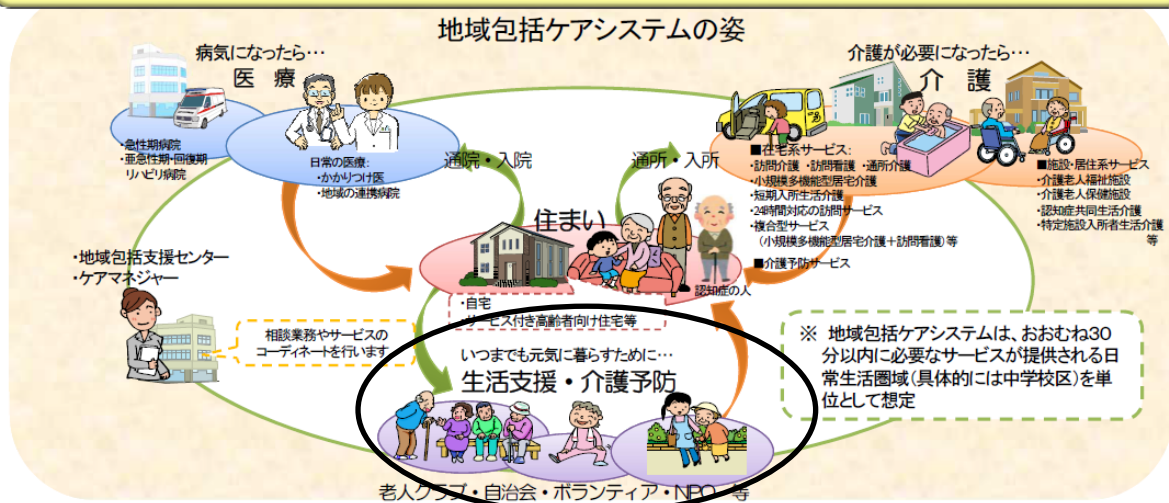 地域包括ケアシステムの姿
病気になったら…
医 療
・急性期病院
・亜急性期・回復期
リハビリ病院
日常の医療:
・かかりつけ医
・地域の連携病院
通院・入院
通所・入所
介護が必要になったら…
介 護
■在宅系サービス:
・訪問介護 ・訪問看護 ・通所介護
・小規模多機能型居宅介護
・短期入所生活介護
・24時間対応の訪問サービス
・複合型サービス
（小規模多機能型居宅介護＋訪問看護）等
■介護予防サービス
■施設・居住系サービス
・介護老人福祉施設
・介護老人保健施設
・認知症共同生活介護
・特定施設入所者生活介護
等
住まい
認知症の人
・自宅
・サービス付き高齢者向け住宅等
・地域包括支援センター
・ケアマネジャー
相談業務やサービスの
コーディネートを行います。
いつまでも元気に暮らすために…
生活支援・介護予防
老人クラブ・自治会・ボランティア・NPO 等
※ 地域包括ケアシステムは、おおむね30
分以内に必要なサービスが提供される日
常生活圏域（具体的には中学校区）を単
位として想定